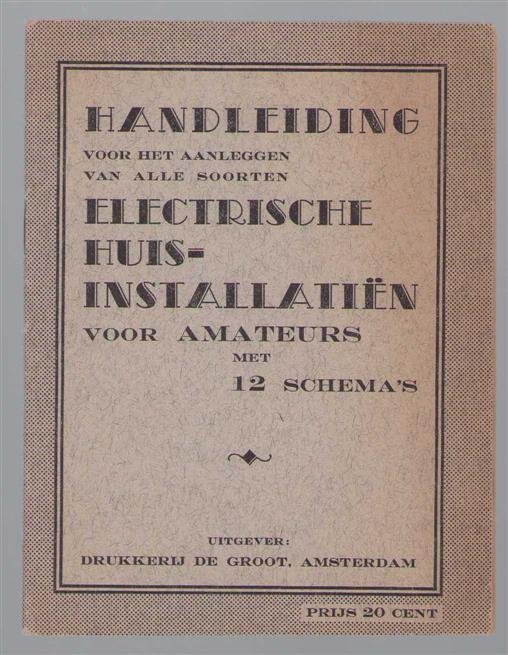 HANDLEIDING
VOOR HET AANLEGGEN
VAN ALLE SOORTEN
ELECTRISCHE
HUIS-
INSTALLATIËN
VOOR AMATEURS
MET
12 SCHEMA'S
UITGEVER:
DRUKKERIJ DE GROOT, AMSTERDAM
PRIJS 20 CENT